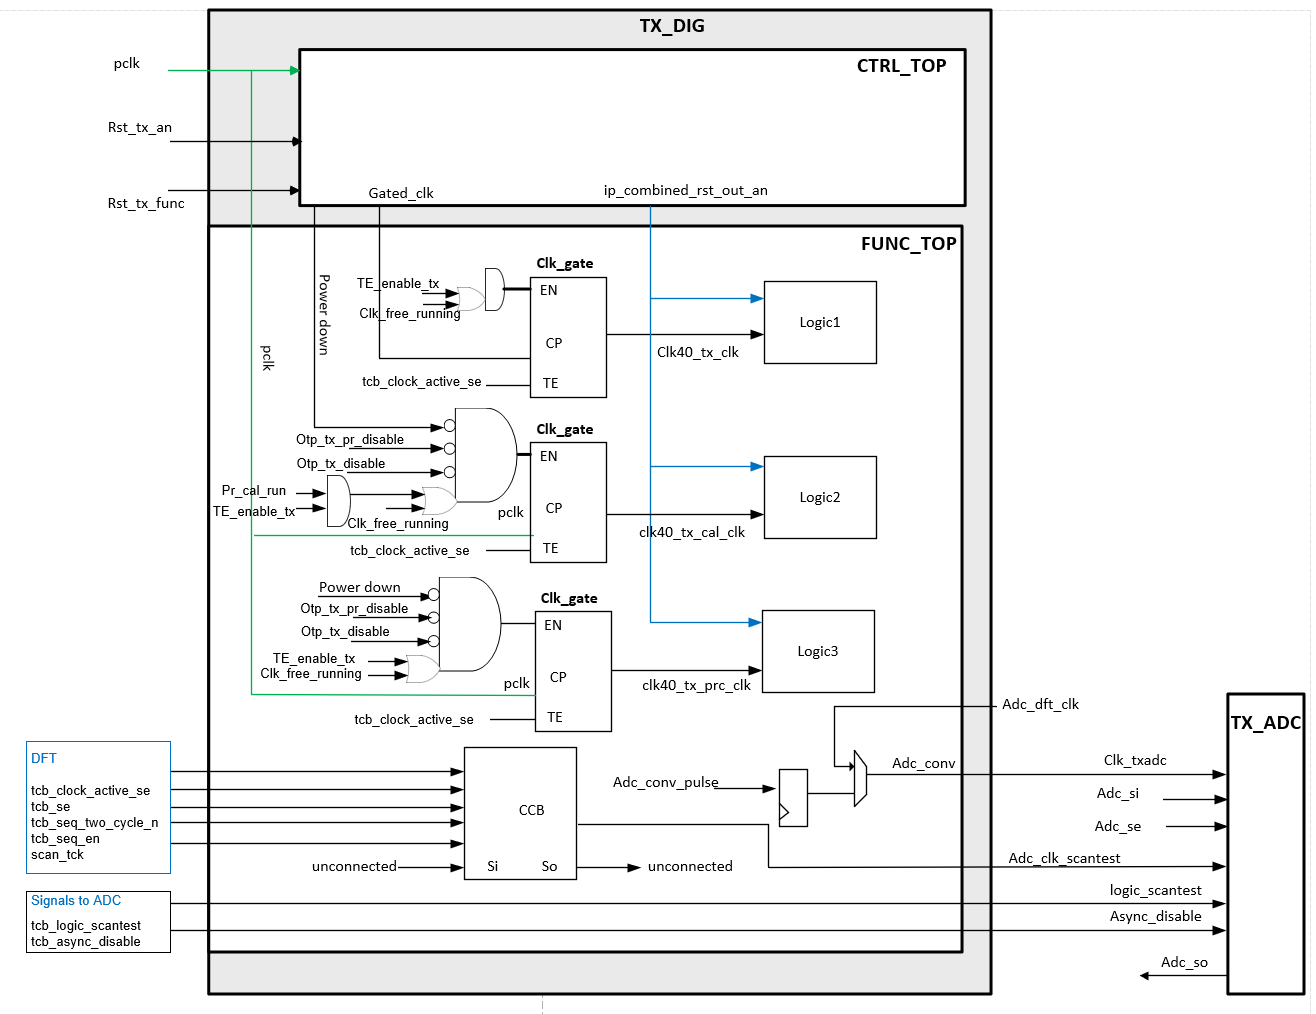 TX_DIG
CTRL_TOP
pclk
Rst_tx_an
Rst_tx_func
Gated_clk
ip_combined_rst_out_an
FUNC_TOP
Power down
pclk
Clk_gate
TE_enable_tx
Clk_free_running
EN
CP
TE
tcb_clock_active_se
Clk40_tx_clk
Logic1
Clk_gate
Otp_tx_pr_disable
Otp_tx_disable
Pr_cal_run
TE_enable_tx
Clk_free_running
pclk
EN
CP
TE
tcb_clock_active_se
clk40_tx_cal_clk
Logic2
Clk_gate
Power down
Otp_tx_pr_disable
Otp_tx_disable
TE_enable_tx
Clk_free_running
pclk
EN
CP
TE
tcb_clock_active_se
clk40_tx_prc_clk
Logic3
Adc_dft_clk
TX_ADC
DFT
tcb_clock_active_se
tcb_se
tcb_seq_two_cycle_n
tcb_seq_en
scan_tck
CCB
Si
So
unconnected
unconnected
Adc_conv_pulse
Adc_conv
Clk_txadc
Adc_si
Adc_se
Adc_clk_scantest
logic_scantest
Async_disable
Adc_so
Signals to ADC
tcb_logic_scantest
tcb_async_disable